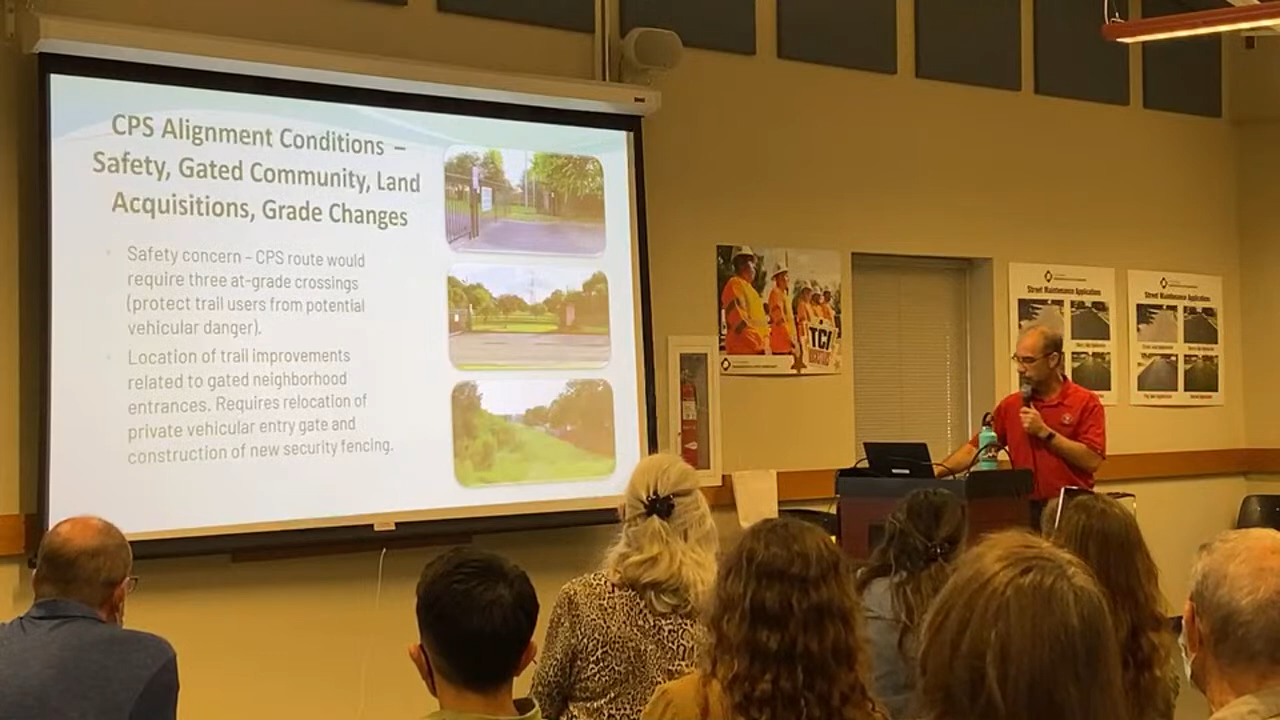 CPS Alignment Conditions –
Safety, Gated Community, Land
Acquisitions, Grade Changes
Safety concern – CPS route would
require three at-grade crossings
(protect trail users from potential
vehicular danger).
Location of trail improvements
related to gated neighborhood
entrances. Requires relocation of
private vehicular entry gate and
construction of new security fencing.
TCI
Street Maintenance Applications
Street Maintenance Applications